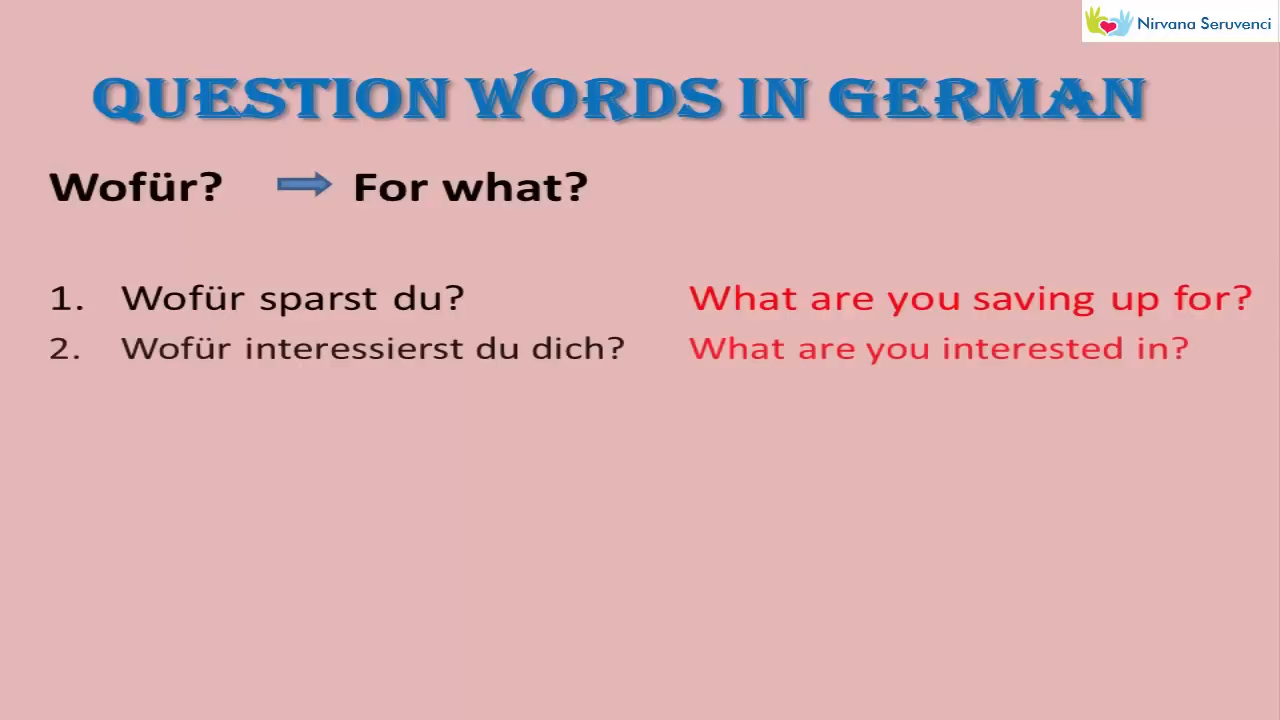 Nirvana Seruvenci
QUESTION WORDS IN GERMAN
Wofür? For what?
1. Wofür sparst du? What are you saving up for?
2. Wofür interessierst du dich? What are you interested in?